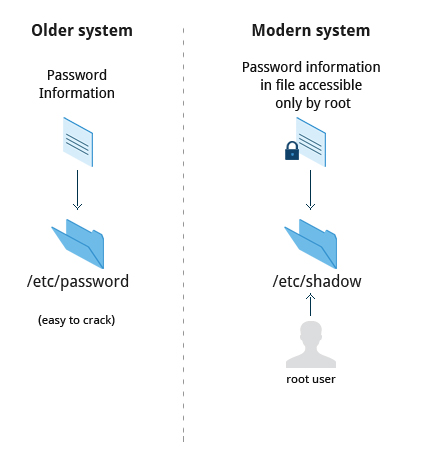 Older system
Password
Information
/etc/password
(easy to crack)
Modern system
Password information
in file accessible
only by root
/etc/shadow
root user